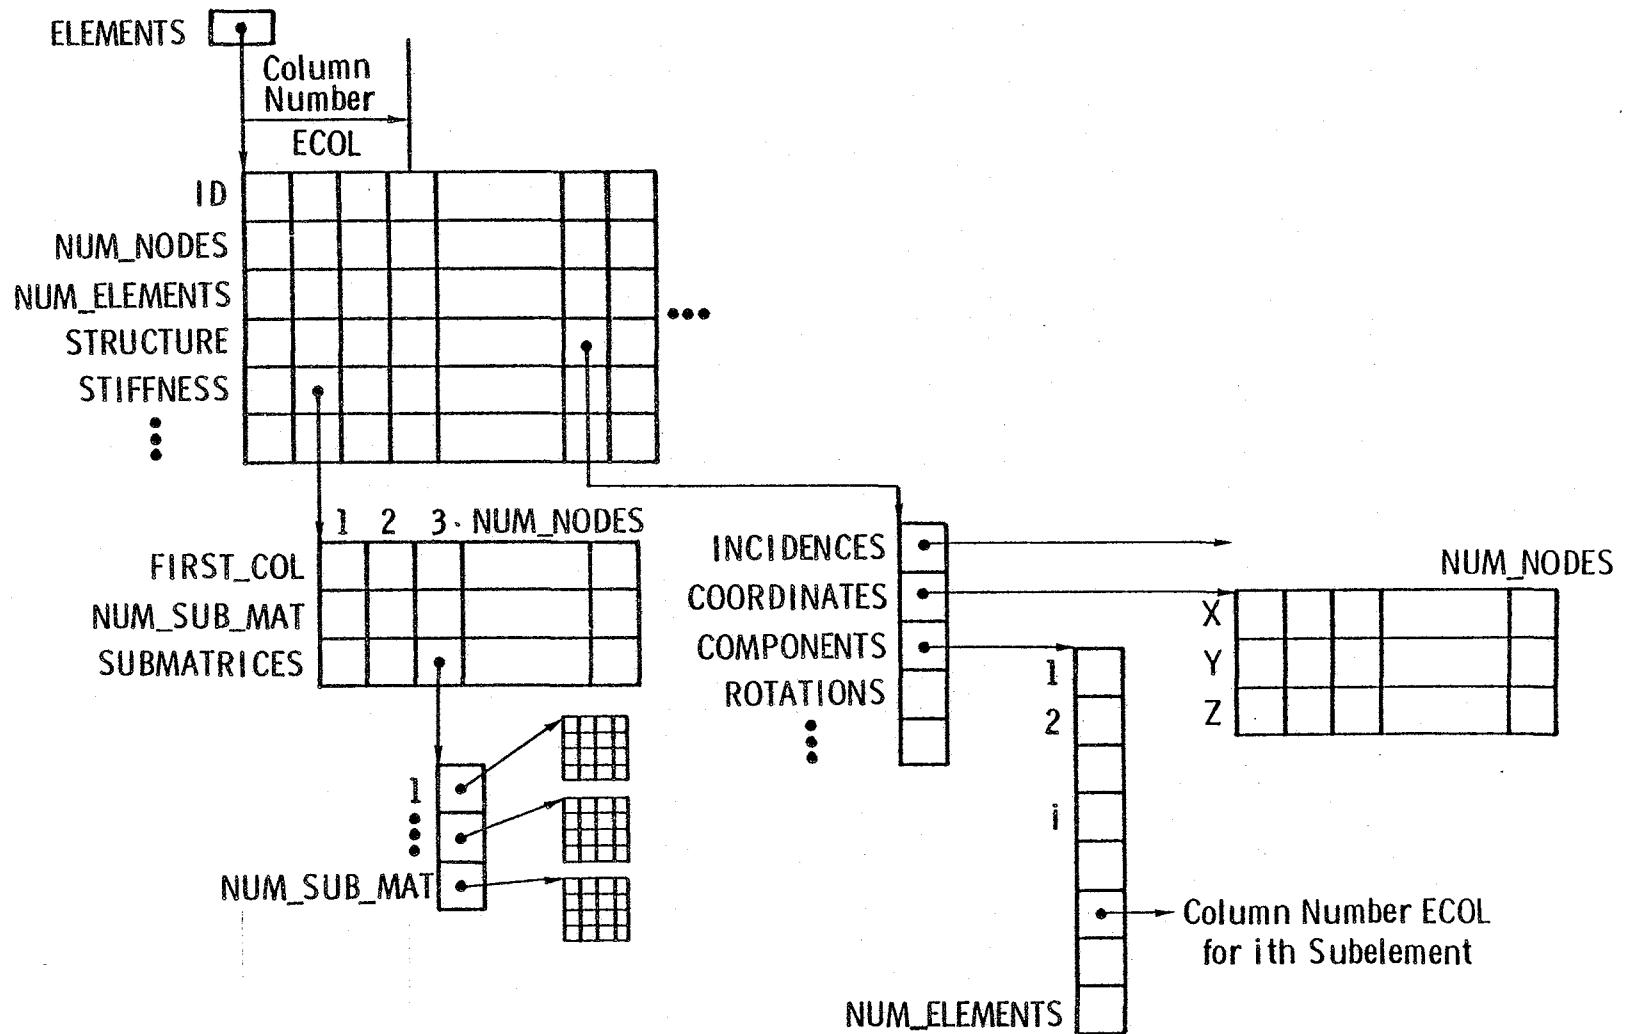 ELEMENTS
Column
Number
ECOL
ID
NUM_NODES
NUM_ELEMENTS
STRUCTURE
STIFFNESS
1 2 3 NUM_NODES
FIRST_COL
NUM_SUB_MAT
SUBMATRICES
1
NUM_SUB_MAT
INCIDENCES
COORDINATES
COMPONENTS
ROTATIONS
NUM_NODES
X
Y
Z
1
2
i
Column Number ECOL
for ith Subelement
NUM_ELEMENTS